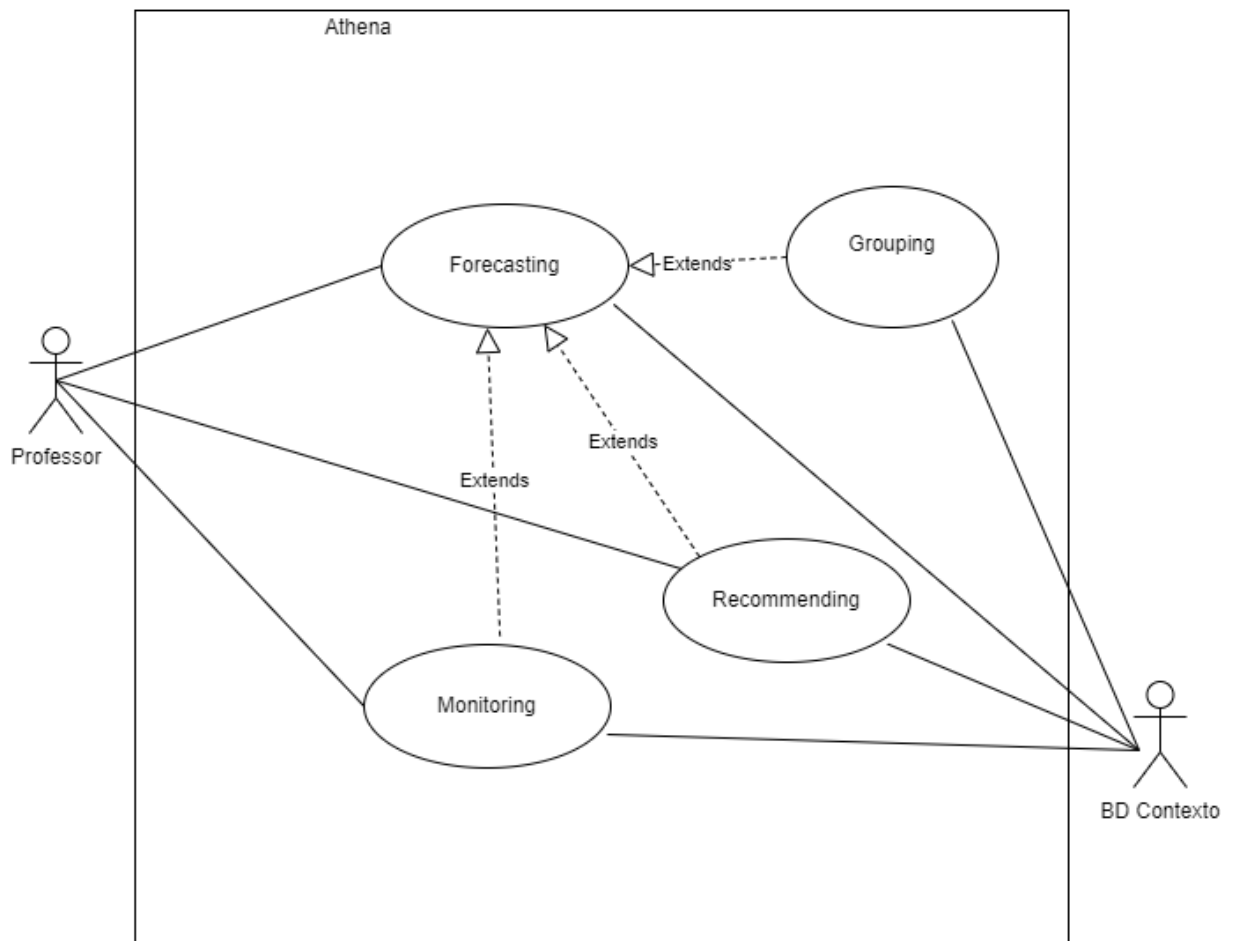 Athena
Grouping
Forecasting
Extends
Extends
Professor
Extends
Recommending
Monitoring
BD Contexto